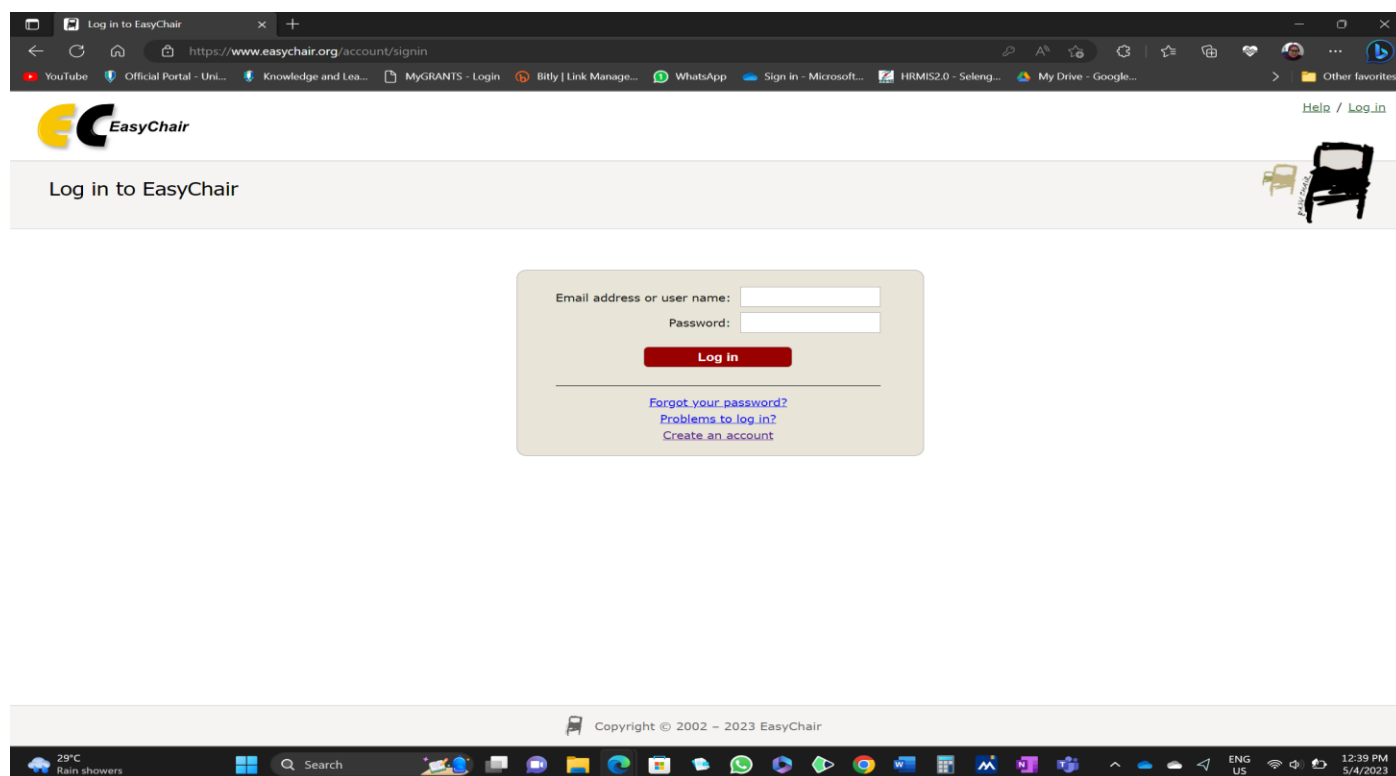 Log in to EasyChair
https://www.easychair.org/account/signin
YouTube Official Portal - Uni... Knowledge and Lea... MyGRANTS - Login Bitly | Link Manage... WhatsApp Sign in - Microsoft... HRMIS2.0 - Seleng... My Drive - Google... Other favorites
EC EasyChair
Help / Log in
Log in to EasyChair
easy chair
Email address or user name:
Password:
Log in
Forgot your password?
Problems to log in?
Create an account
Copyright © 2002 – 2023 EasyChair
29°C
Rain showers
Search
ENG
US
12:39 PM
5/4/2023